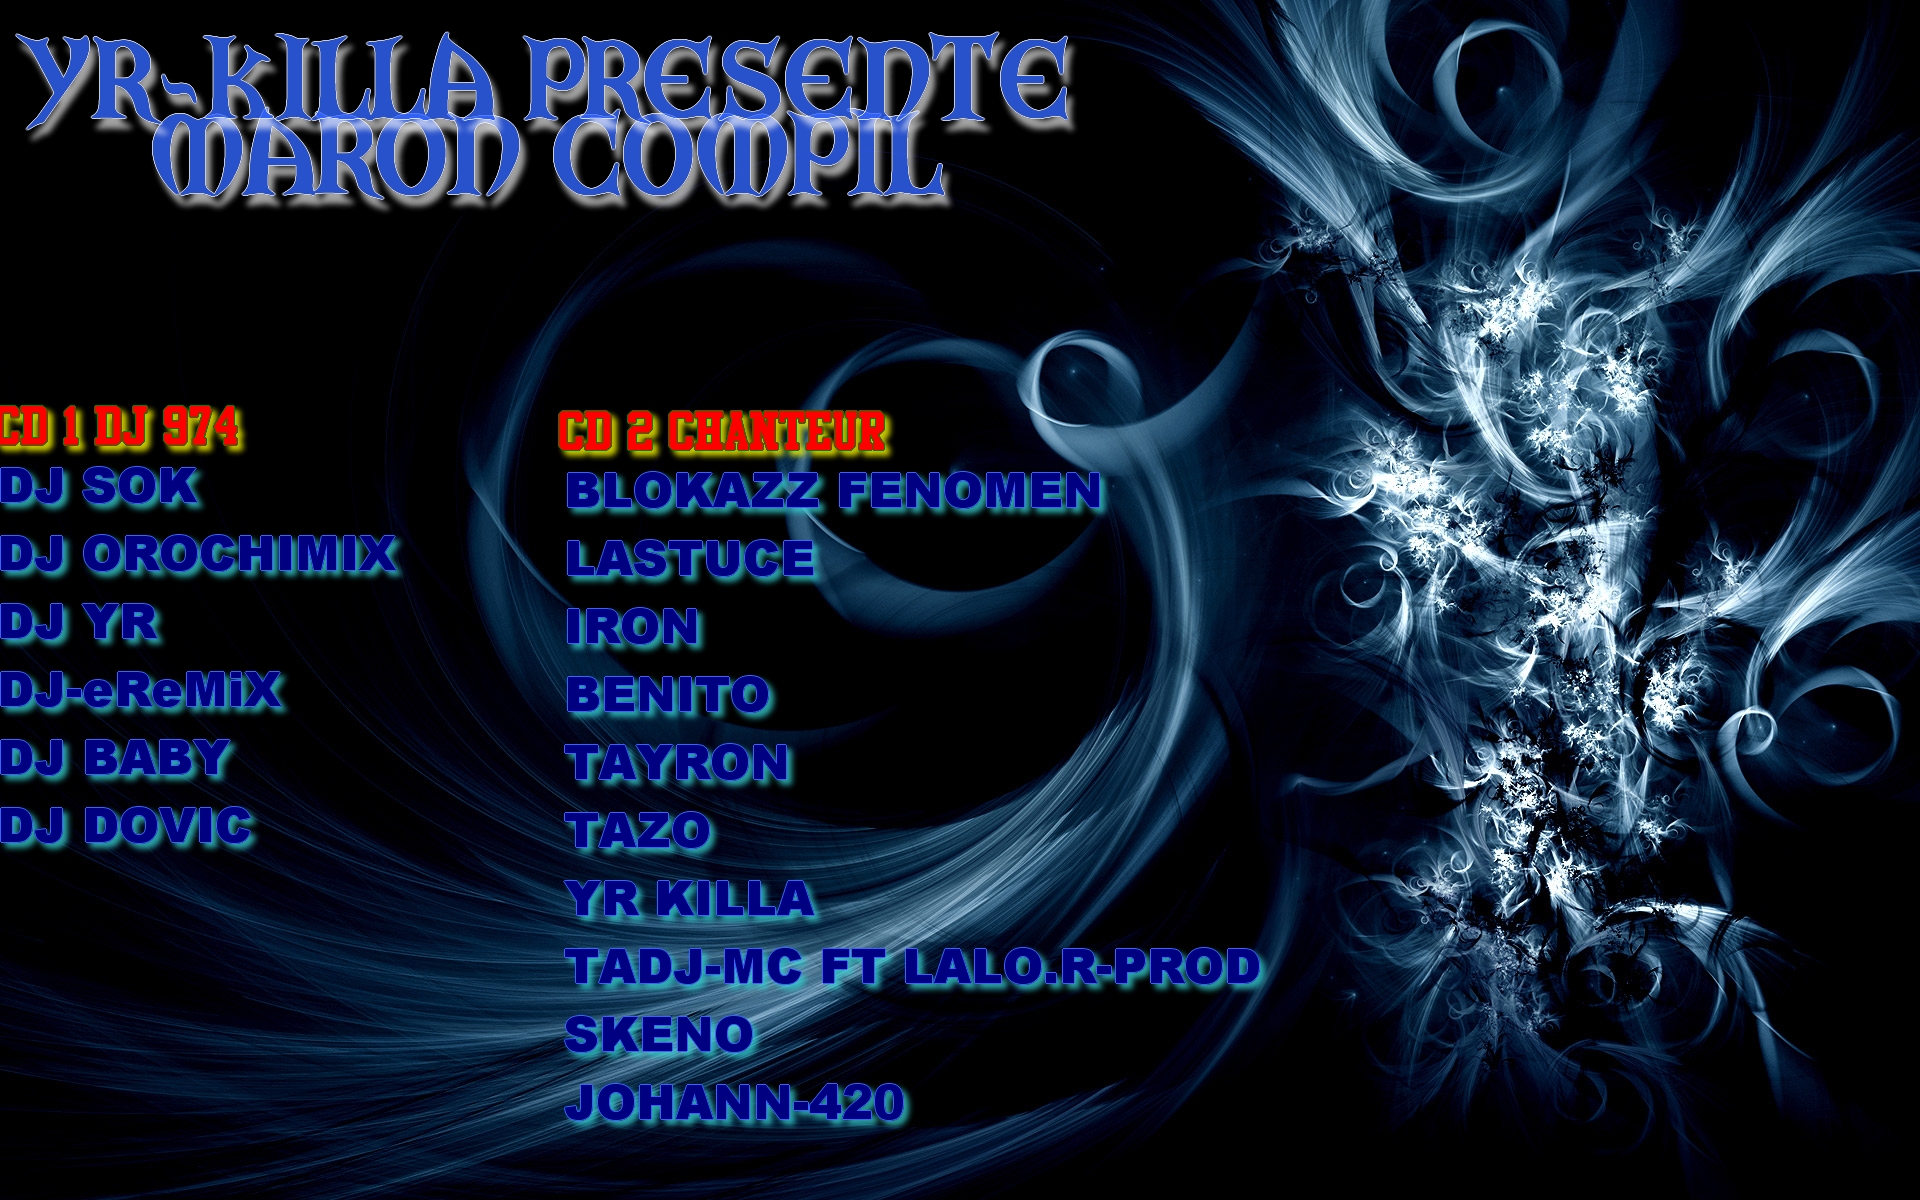 YR-KILLA PRESENTE
MARON COMPIL
CD 1 DJ 974
DJ SOK
DJ OROCHIMIX
DJ YR
DJ-eReMiX
DJ BABY
DJ DOVIC
CD 2 CHANTEUR
BLOKAZZ FENOMEN
LASTUCE
IRON
BENITO
TAYRON
TAZO
YR KILLA
TADJ-MC FT LALO.R-PROD
SKENO
JOHANN-420